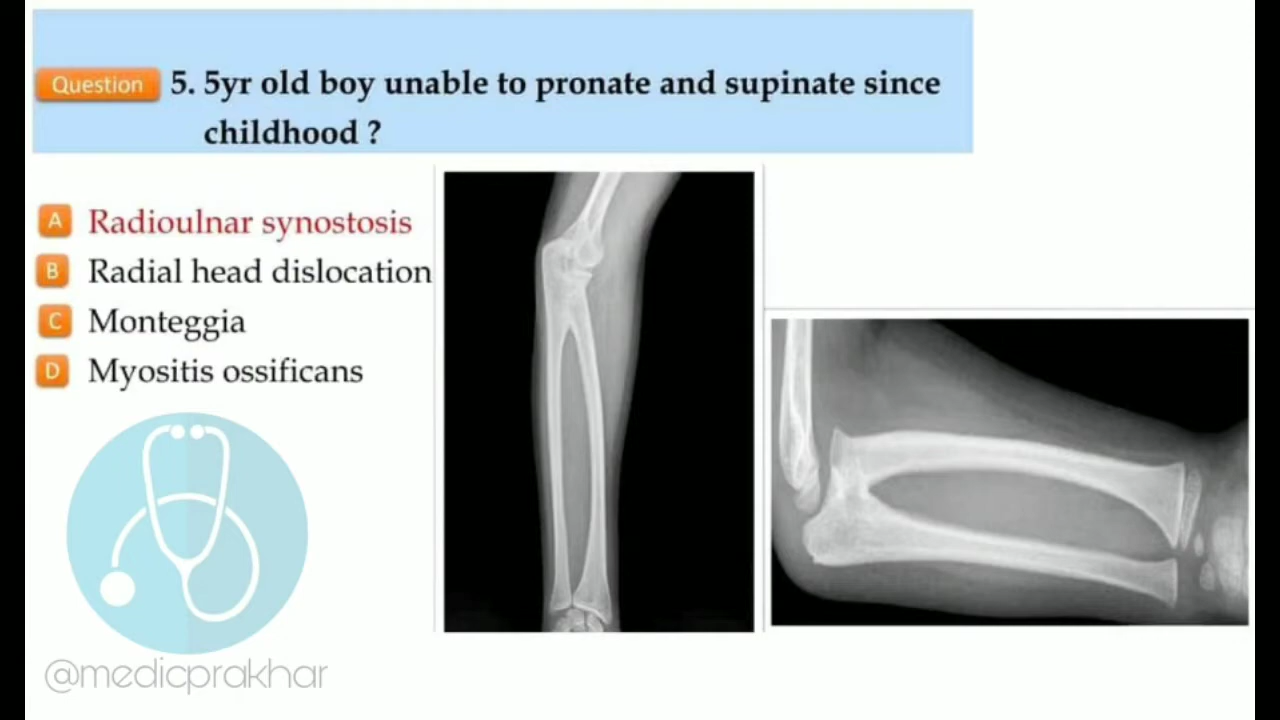 Question 5. 5yr old boy unable to pronate and supinate since
childhood ?
A Radioulnar synostosis
B Radial head dislocation
C Monteggia
D Myositis ossificans
@medicprakhar